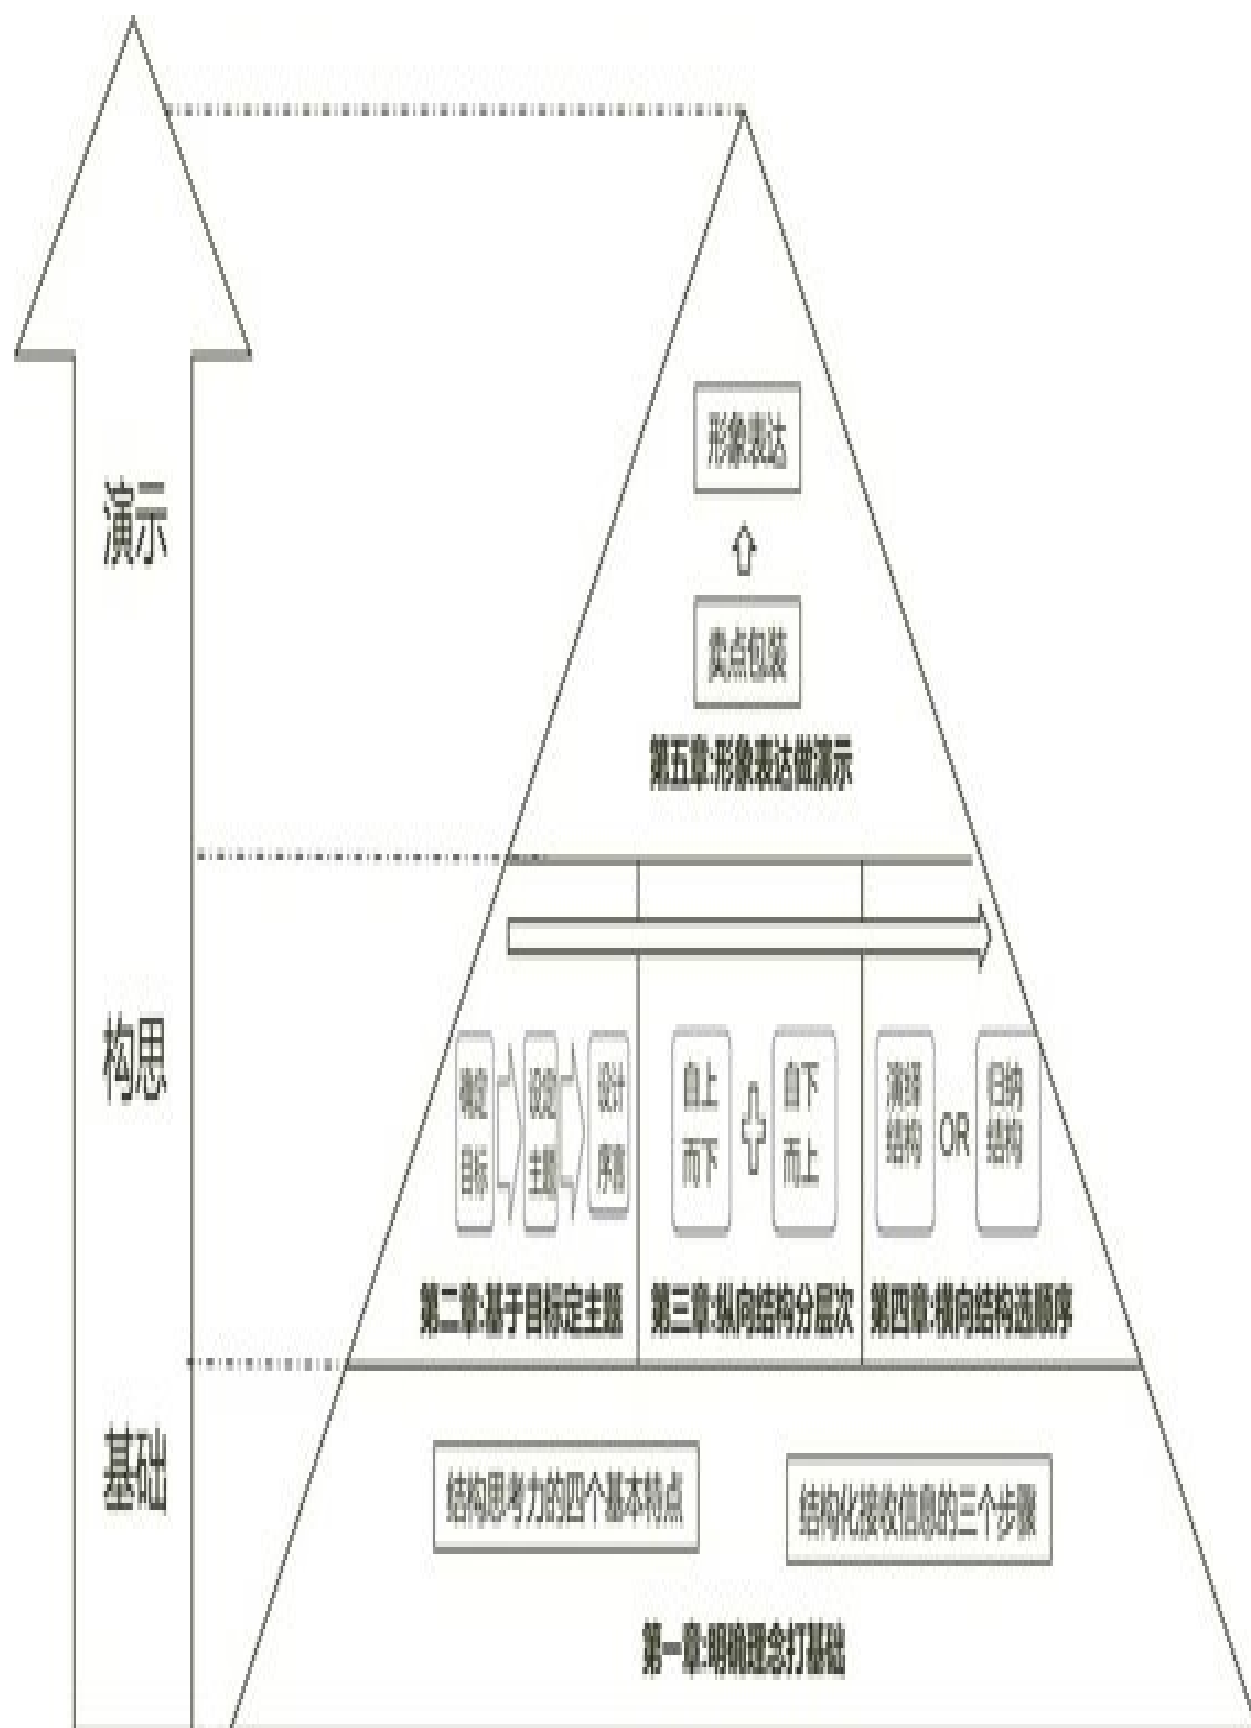 演示
形象表达
卖点包装
第五章:形象表达做演示
构思
确定
目标
设定
主题
设计
序言
自上
而下
自下
而上
演绎
结构
OR
归纳
结构
第二章:基于目标定主题
第三章:纵向结构分层次
第四章:横向结构选顺序
基础
结构思考力的四个基本特点
结构化接收信息的三个步骤
第一章:明确理念打基础